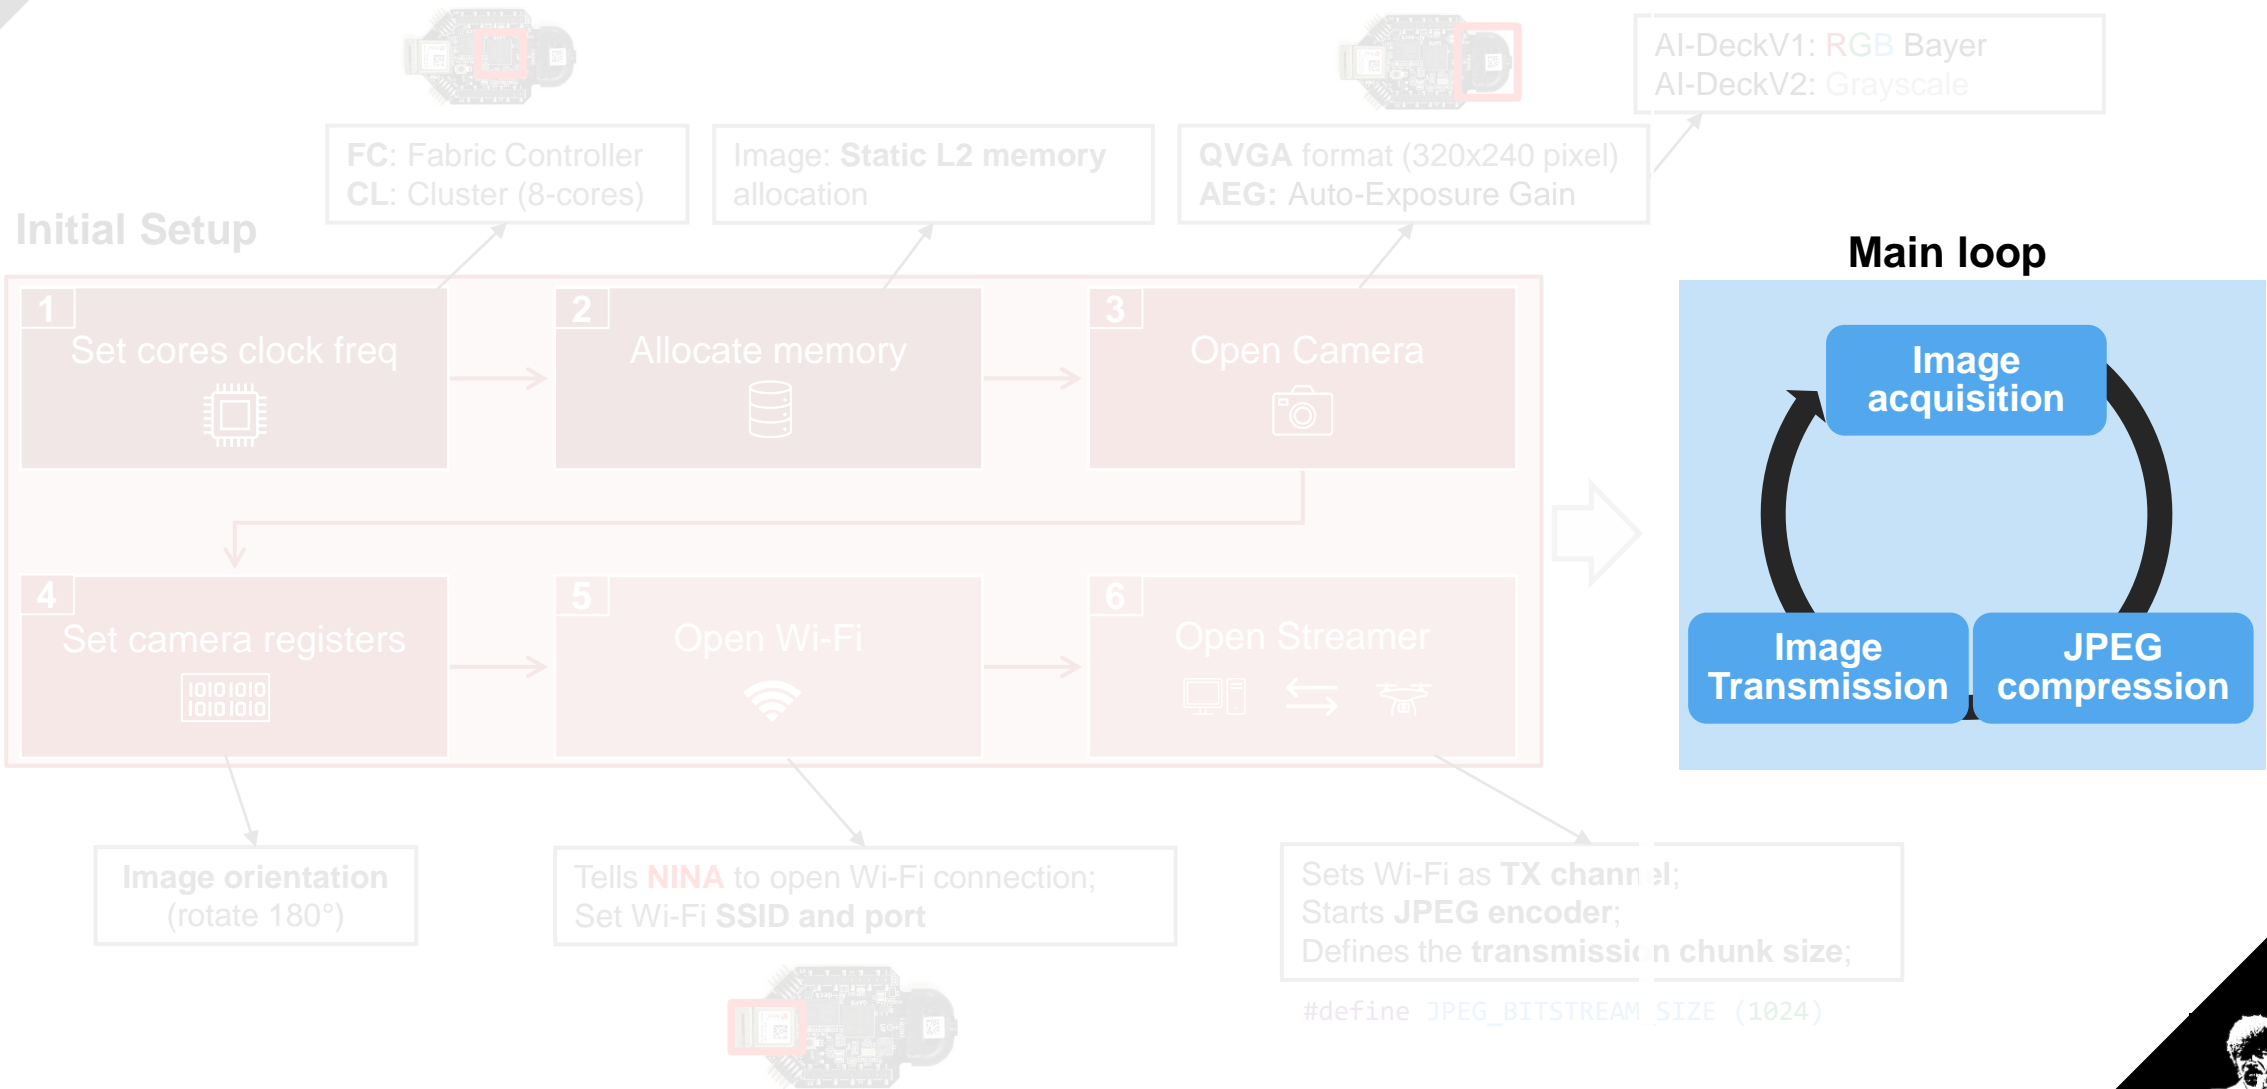 AI-DeckV1: RGB Bayer
AI-DeckV2: Grayscale
FC: Fabric Controller
CL: Cluster (8-cores)
Image: Static L2 memory
allocation
QVGA format (320x240 pixel)
AEG: Auto-Exposure Gain
Initial Setup
1
Set cores clock freq
2
Allocate memory
3
Open Camera
4
Set camera registers
10101010
10101010
5
Open Wi-Fi
6
Open Streamer
Main loop
Image
acquisition
JPEG
compression
Image
Transmission
Image orientation
(rotate 180°)
Tells NINA to open Wi-Fi connection;
Set Wi-Fi SSID and port
Sets Wi-Fi as TX channel;
Starts JPEG encoder;
Defines the transmission chunk size;
#define JPEG_BITSTREAM_SIZE (1024)